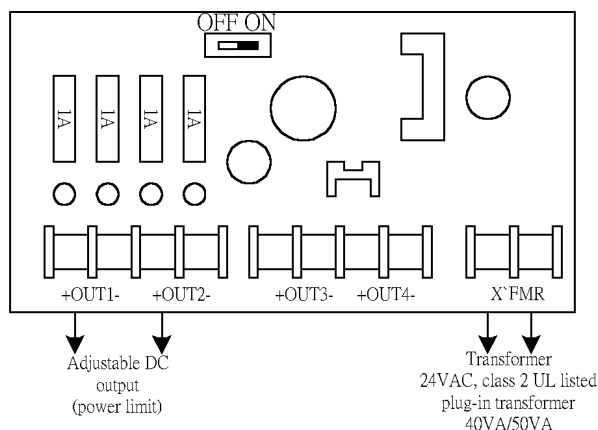 OFF ON
1A
1A
1A
1A
+OUT1-
+OUT2-
+OUT3-
+OUT4-
X`FMR
Adjustable DC
output
(power limit)
Transformer
24VAC, class 2 UL listed
plug-in transformer
40VA/50VA